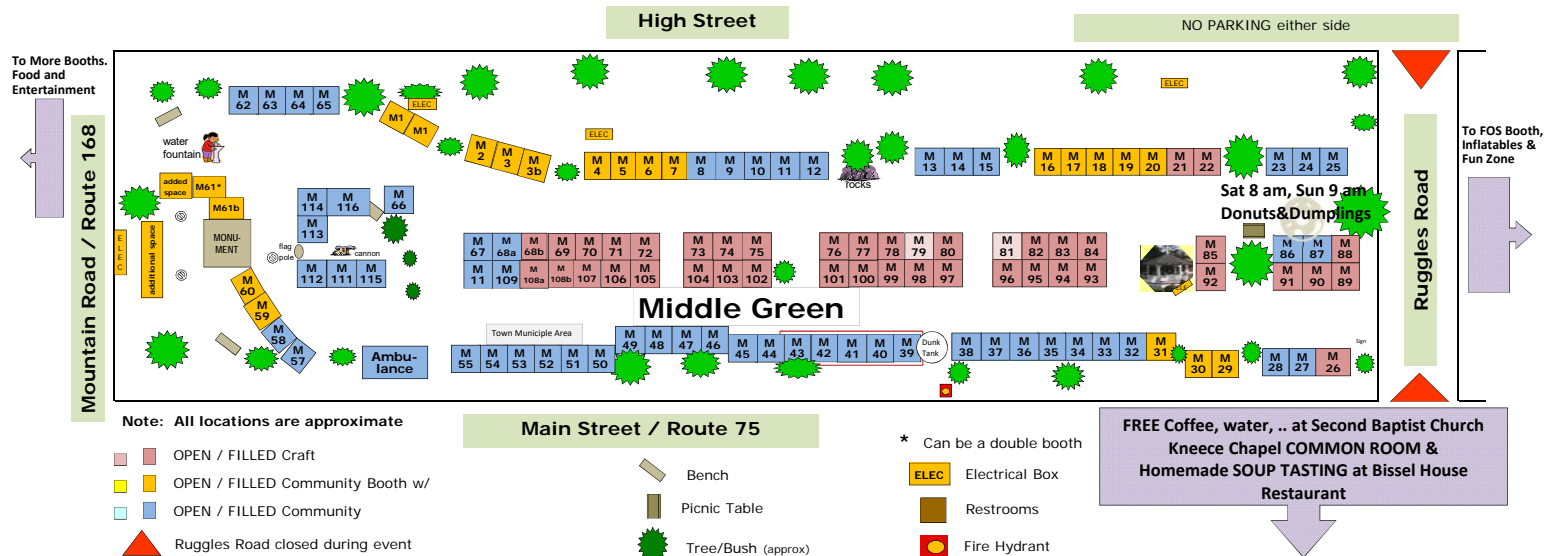 High Street
NO PARKING either side
To More Booths.
Food and
Entertainment
Mountain Road / Route 168
water
fountain
M 62 M 63 M 64 M 65
ELEC
M1 M1
M 2 M 3 M 3b
ELEC
M 4 M 5 M 6 M 7 M 8 M 9 M 10 M 11 M 12
rocks
M 13 M 14 M 15
ELEC
M 16 M 17 M 18 M 19 M 20 M 21 M 22
M 23 M 24 M 25
Sat 8 am, Sun 9 am
Donuts&Dumplings
Ruggles Road
To FOS Booth,
Inflatables &
Fun Zone
added
space
M61*
M61b
ELEC
additional space
MONU-
MENT
flag
pole
cannon
M 114 M 116 M 66
M 113
M 112 M 111 M 115
M 67 M 68a M 68b M 69 M 70 M 71 M 72
M 11 M 109 M 108a M 108b M 107 M 106 M 105
M 73 M 74 M 75
M 104 M 103 M 102
M 76 M 77 M 78 M 79 M 80
M 101 M 100 M 99 M 98 M 97
M 81 M 82 M 83 M 84
M 96 M 95 M 94 M 93
M 85
M 92
M 86 M 87 M 88
M 91 M 90 M 89
Middle Green
M 60
M 59
M 58
M 57
Ambu-
lance
Town Municiple Area
M 55 M 54 M 53 M 52 M 51 M 50
M 49 M 48 M 47 M 46
M 45 M 44 M 43 M 42 M 41 M 40 M 39
Dunk
Tank
M 38 M 37 M 36 M 35 M 34 M 33 M 32 M 31
M 30 M 29
M 28 M 27 M 26
Sign
Note: All locations are approximate
OPEN / FILLED Craft
OPEN / FILLED Community Booth w/
OPEN / FILLED Community
Ruggles Road closed during event
Main Street / Route 75
Bench
Picnic Table
Tree/Bush (approx)
* Can be a double booth
ELEC Electrical Box
Restrooms
Fire Hydrant
FREE Coffee, water, .. at Second Baptist Church
Kneece Chapel COMMON ROOM &
Homemade SOUP TASTING at Bissel House
Restaurant